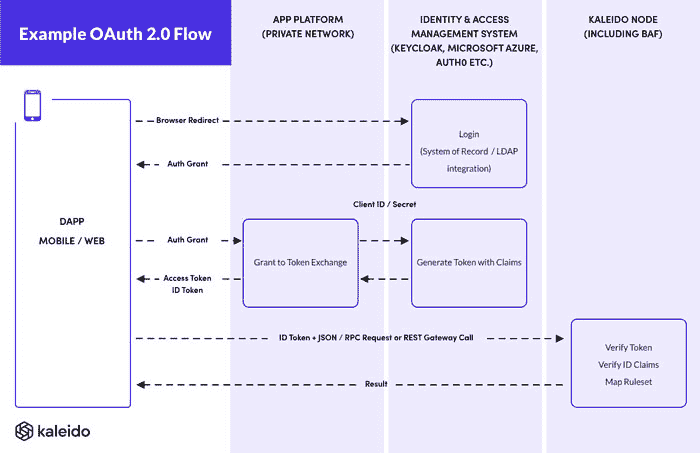 Example OAuth 2.0 Flow
APP PLATFORM
(PRIVATE NETWORK)
IDENTITY & ACCESS
MANAGEMENT SYSTEM
(KEYCLOAK, MICROSOFT AZURE,
AUTH0 ETC.)
KALEIDO NODE
(INCLUDING BAF)
Browser Redirect
Login
(System of Record / LDAP
integration)
Auth Grant
Client ID / Secret
DAPP
MOBILE / WEB
Auth Grant
Grant to Token Exchange
Generate Token with Claims
Access Token
ID Token
ID Token + JSON / RPC Request or REST Gateway Call
Verify Token
Verify ID Claims
Map Ruleset
Result
kaleido